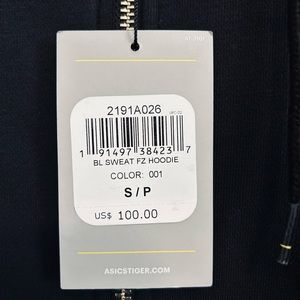 2191A026
1 91497 38423 7
BL SWEAT FZ HOODIE
COLOR: 001
S / P
US$ 100.00
ASICSTIGER.COM